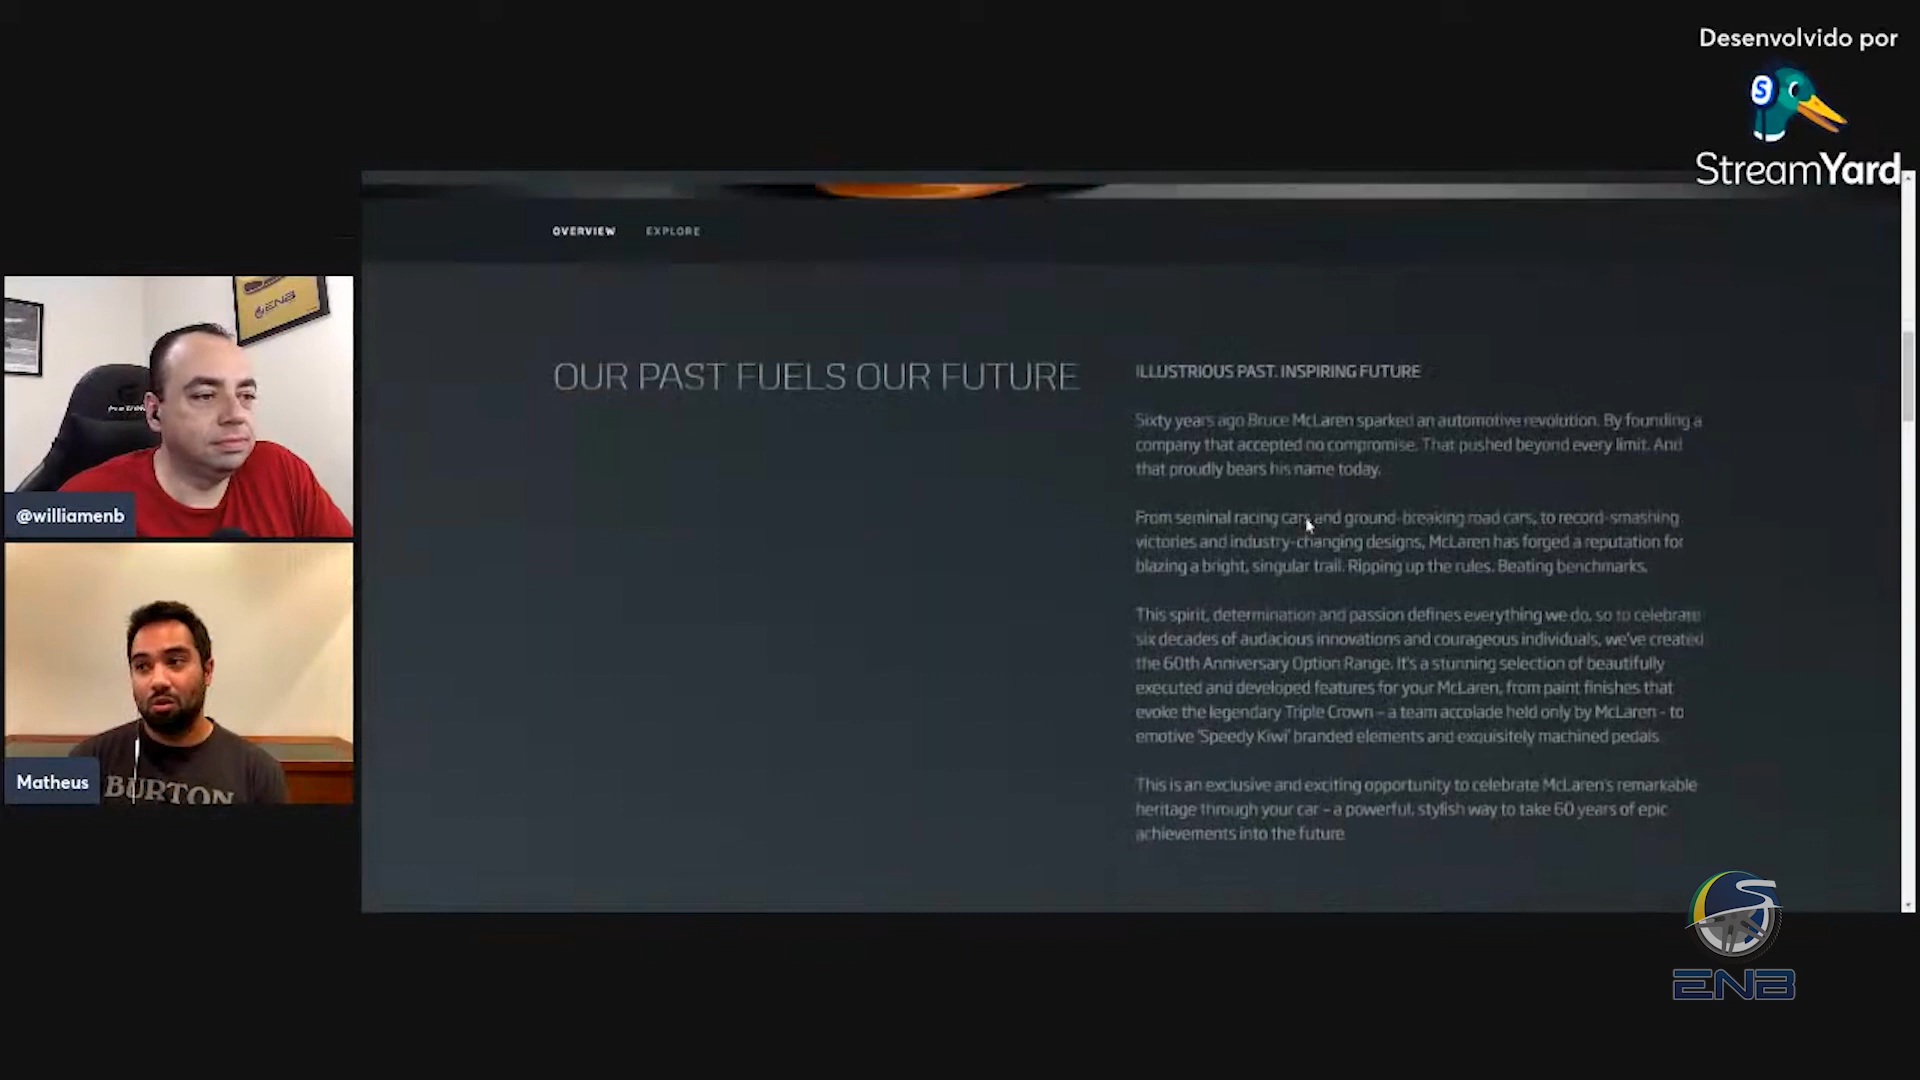 Desenvolvido por
S
StreamYard
OVERVIEW EXPLORE
ENB
@williamenb
BURTON
Matheus
OUR PAST FUELS OUR FUTURE
ILLUSTRIOUS PAST. INSPIRING FUTURE
Sixty years ago Bruce McLaren sparked an automotive revolution. By founding a
company that accepted no compromise. That pushed beyond every limit. And
that proudly bears his name today.
From seminal racing cars and ground-breaking road cars, to record-smashing
victories and industry-changing designs, McLaren has forged a reputation for
blazing a bright, singular trail. Ripping up the rules. Beating benchmarks.
This spirit, determination and passion defines everything we do, so to celebrate
six decades of audacious innovations and courageous individuals, we've created
the 60th Anniversary Option Range. It's a stunning selection of beautifully
executed and developed features for your McLaren, from paint finishes that
evoke the legendary Triple Crown – a team accolade held only by McLaren - to
emotive 'Speedy Kiwi' branded elements and exquisitely machined pedals
This is an exclusive and exciting opportunity to celebrate McLaren's remarkable
heritage through your car – a powerful, stylish way to take 60 years of epic
achievements into the future
ENB